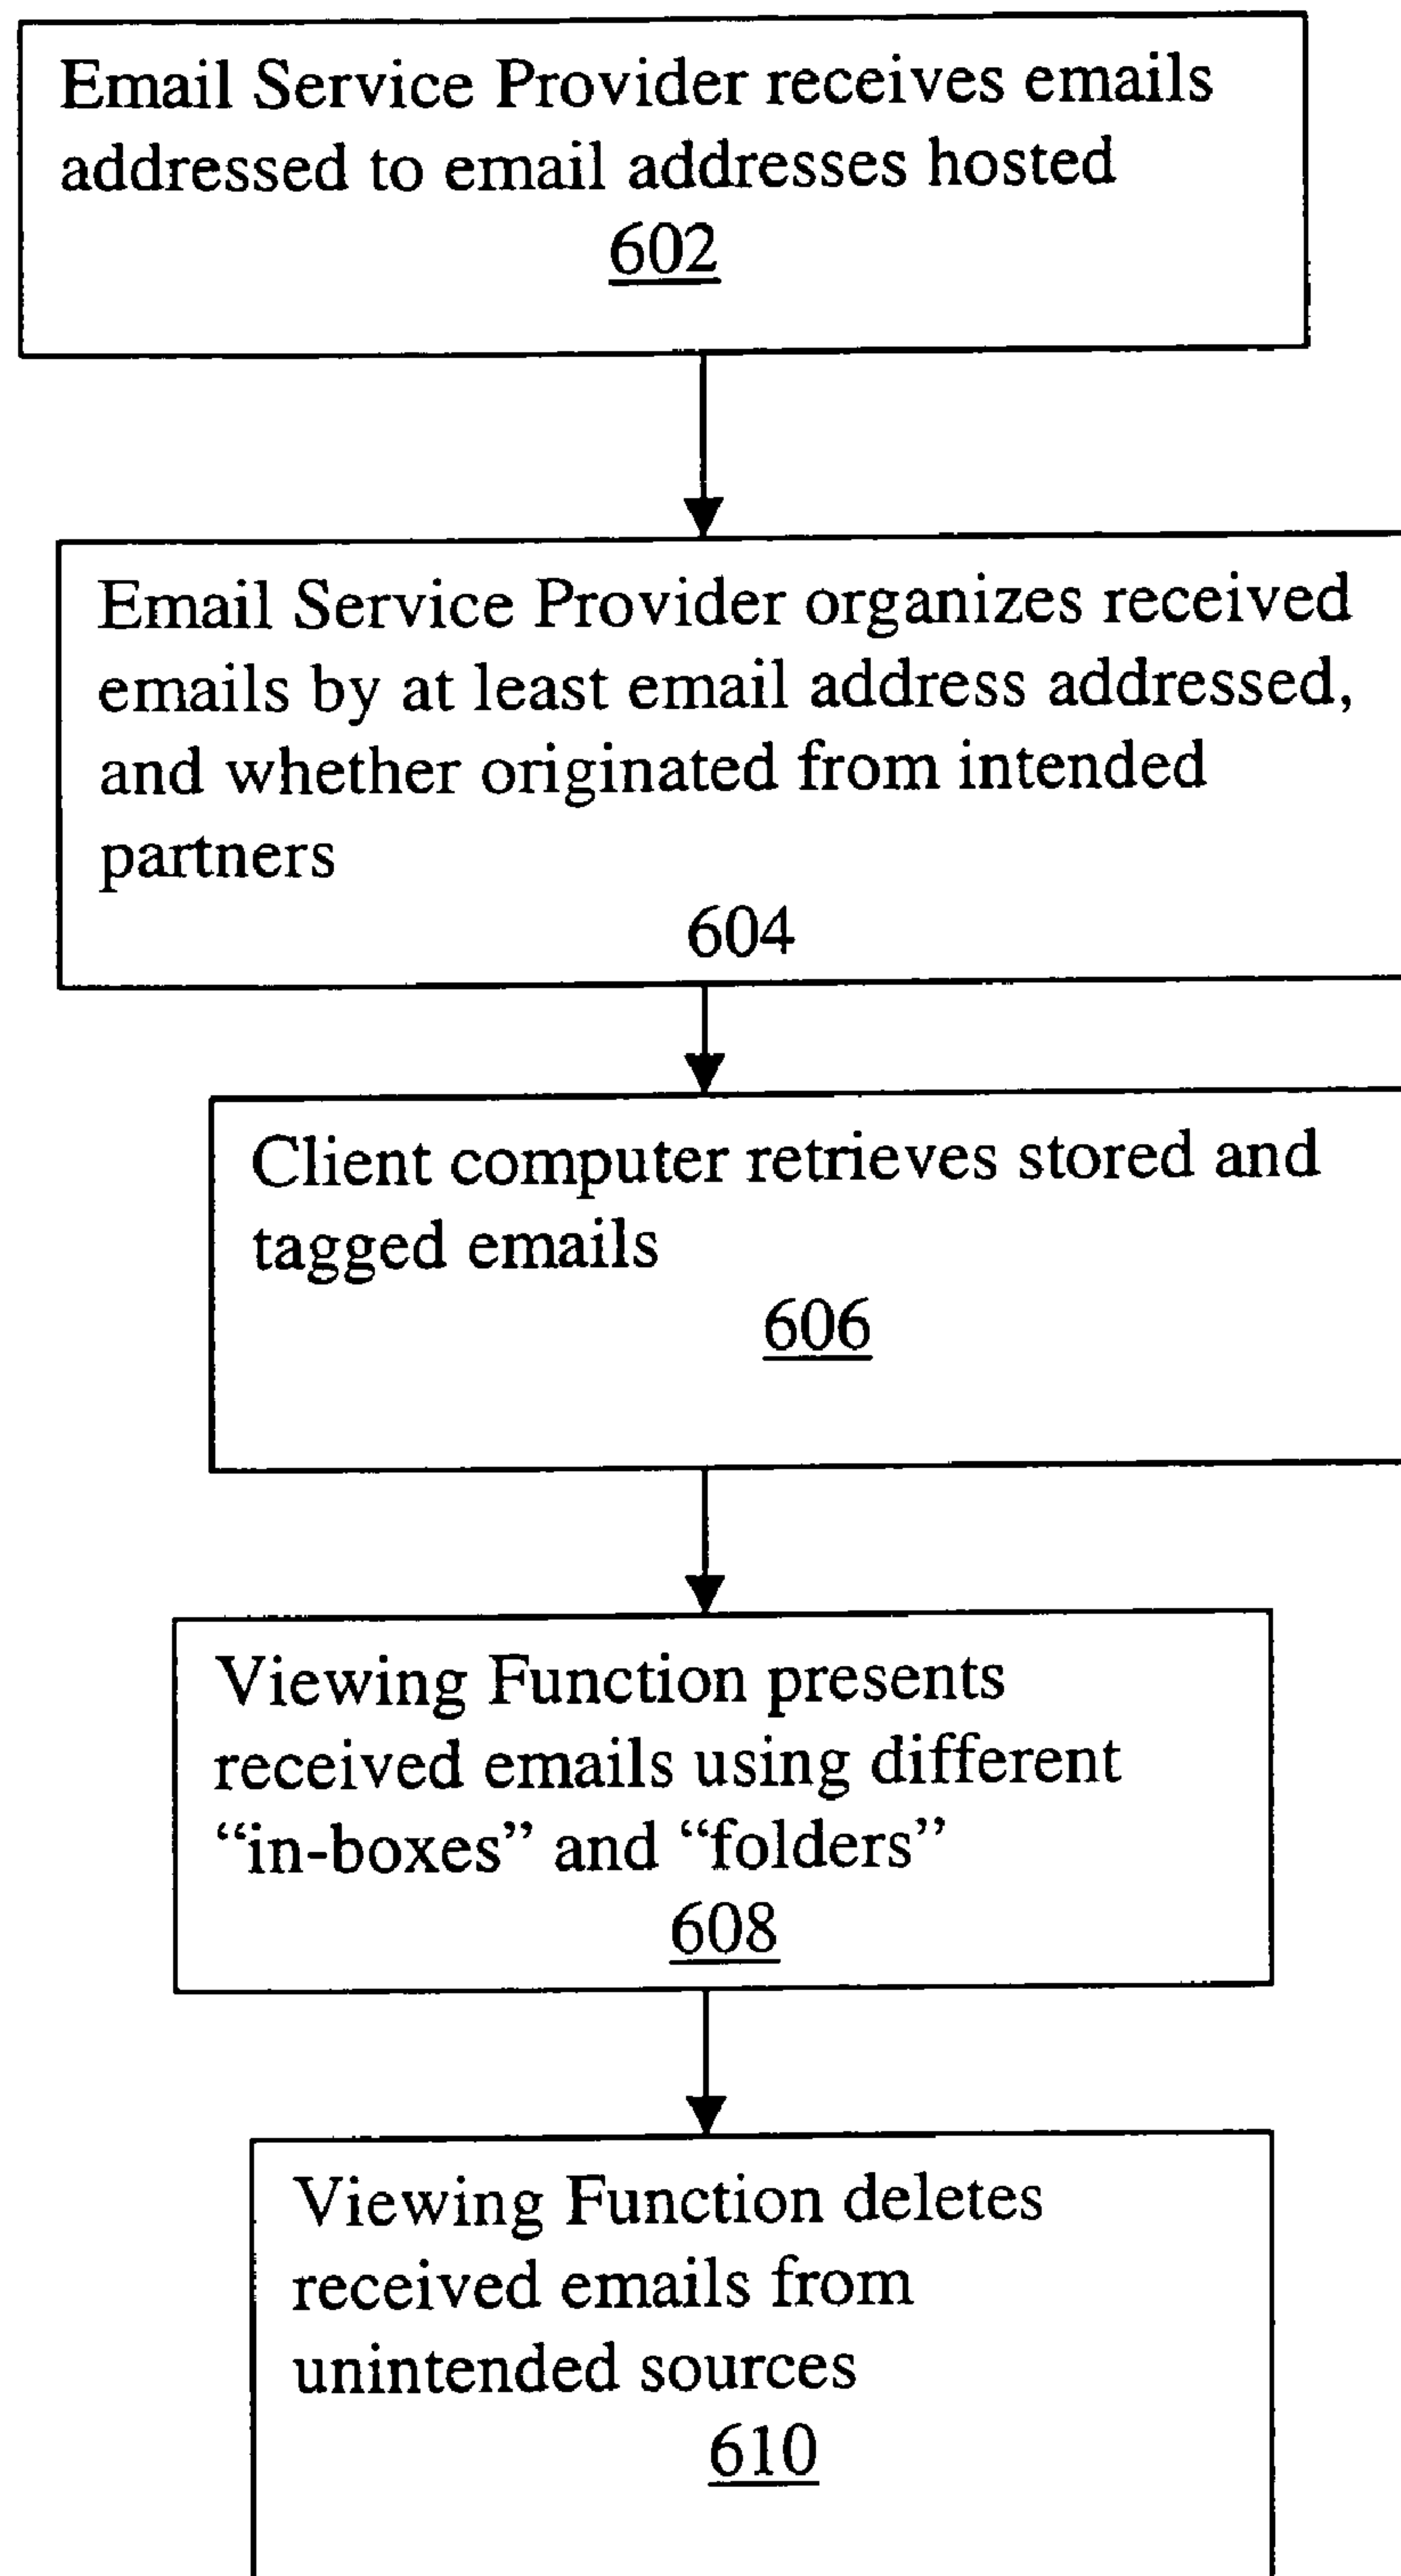 Email Service Provider receives emails
addressed to email addresses hosted
602
Email Service Provider organizes received
emails by at least email address addressed,
and whether originated from intended
partners
604
Client computer retrieves stored and
tagged emails
606
Viewing Function presents
received emails using different
“in-boxes” and “folders”
608
Viewing Function deletes
received emails from
unintended sources
610